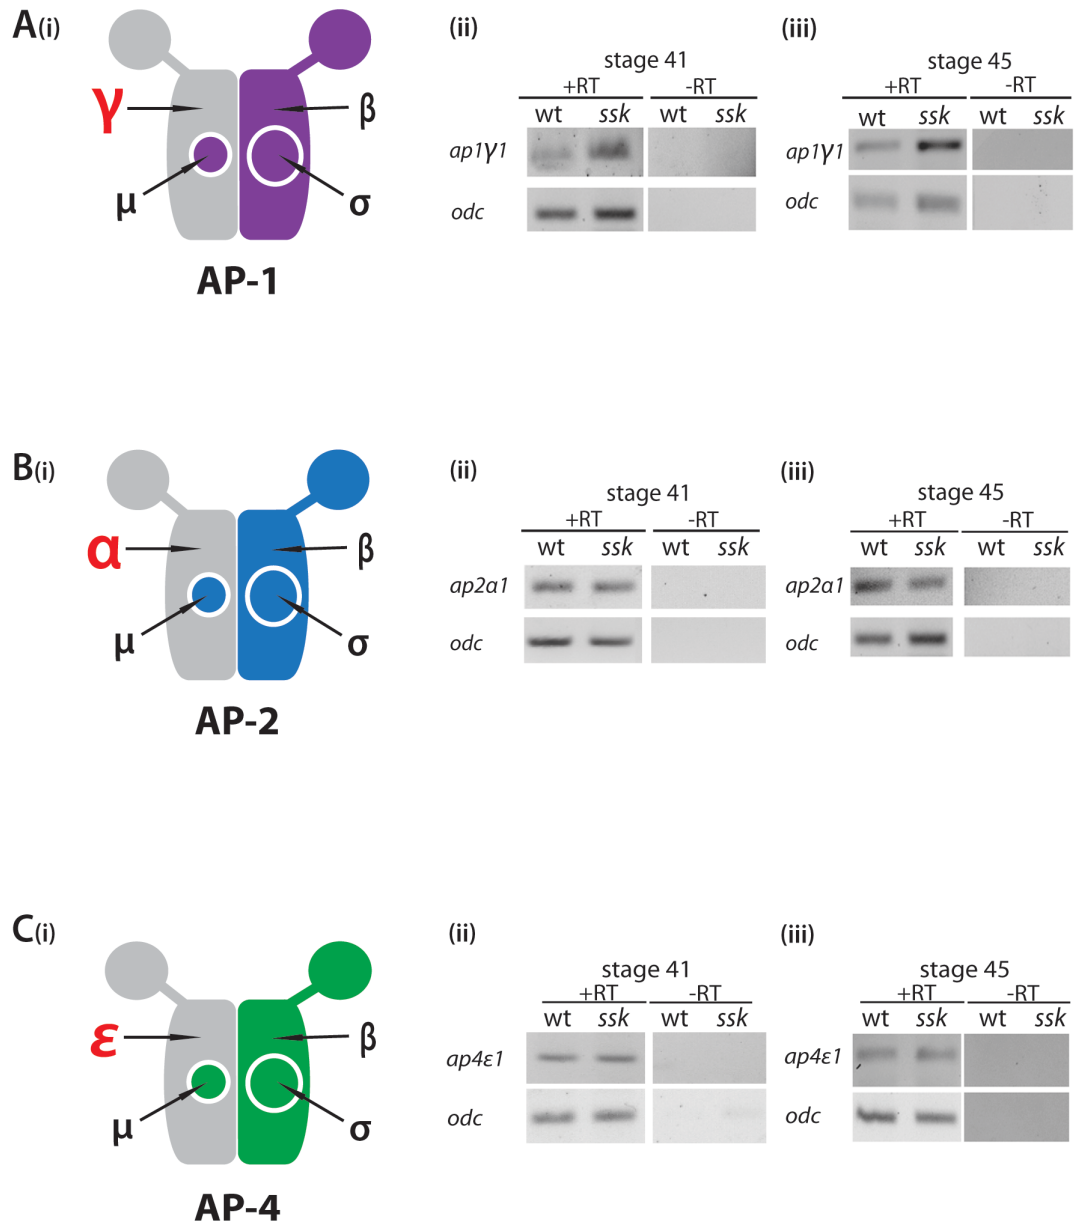 A(i)
γ
β
μ
σ
AP-1
(ii)
stage 41
+RT -RT
wt ssk wt ssk
ap1γ1
odc
(iii)
stage 45
+RT -RT
wt ssk wt ssk
ap1γ1
odc
B(i)
α
β
μ
σ
AP-2
(ii)
stage 41
+RT -RT
wt ssk wt ssk
ap2α1
odc
(iii)
stage 45
+RT -RT
wt ssk wt ssk
ap2α1
odc
C(i)
ε
β
μ
σ
AP-4
(ii)
stage 41
+RT -RT
wt ssk wt ssk
ap4ε1
odc
(iii)
stage 45
+RT -RT
wt ssk wt ssk
ap4ε1
odc